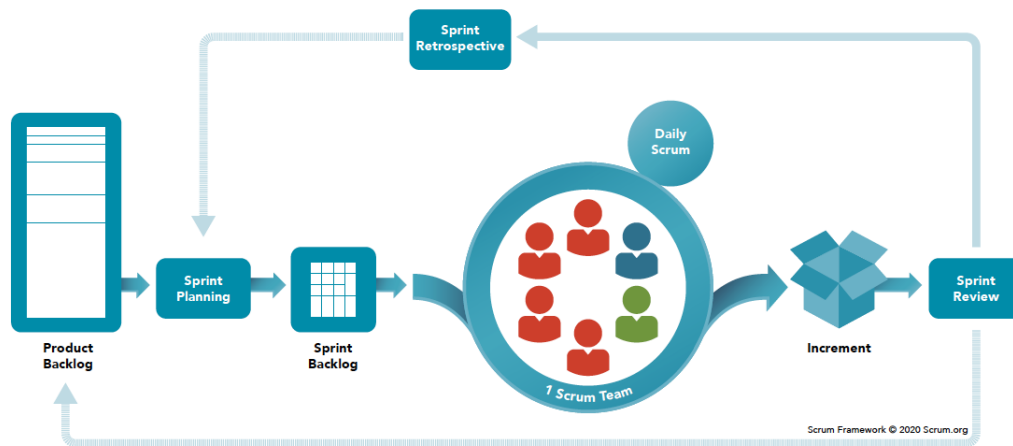 Sprint
Retrospective
Daily
Scrum
Sprint
Planning
Sprint
Review
Product
Backlog
Sprint
Backlog
1 Scrum Team
Increment
Scrum Framework © 2020 Scrum.org